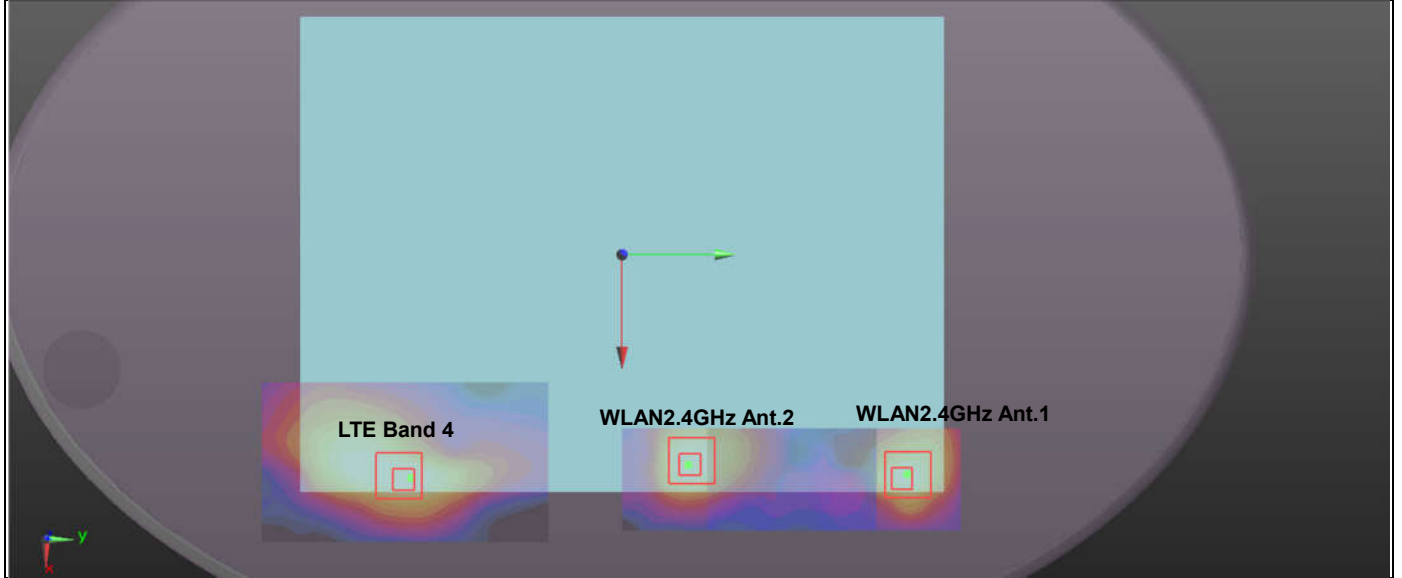 WLAN2.4GHz Ant.1
WLAN2.4GHz Ant.2
LTE Band 4
y
x